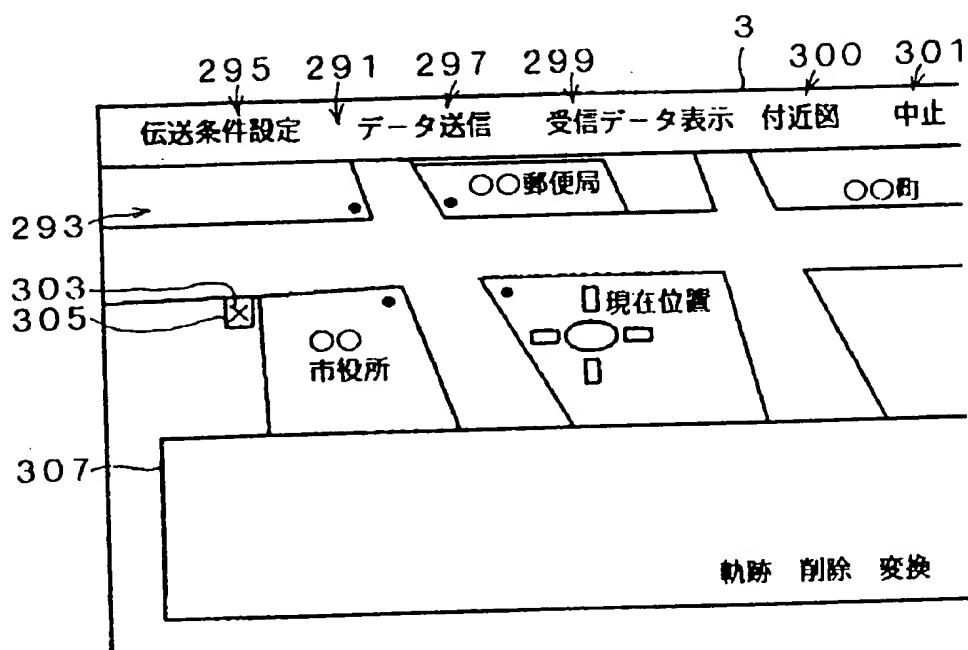 3
295 291 297 299 300 301
伝送条件設定 データ送信 受信データ表示 付近図 中止
○○郵便局
○○町
293
303
305
現在位置
○○
市役所
307
軌跡 削除 変換